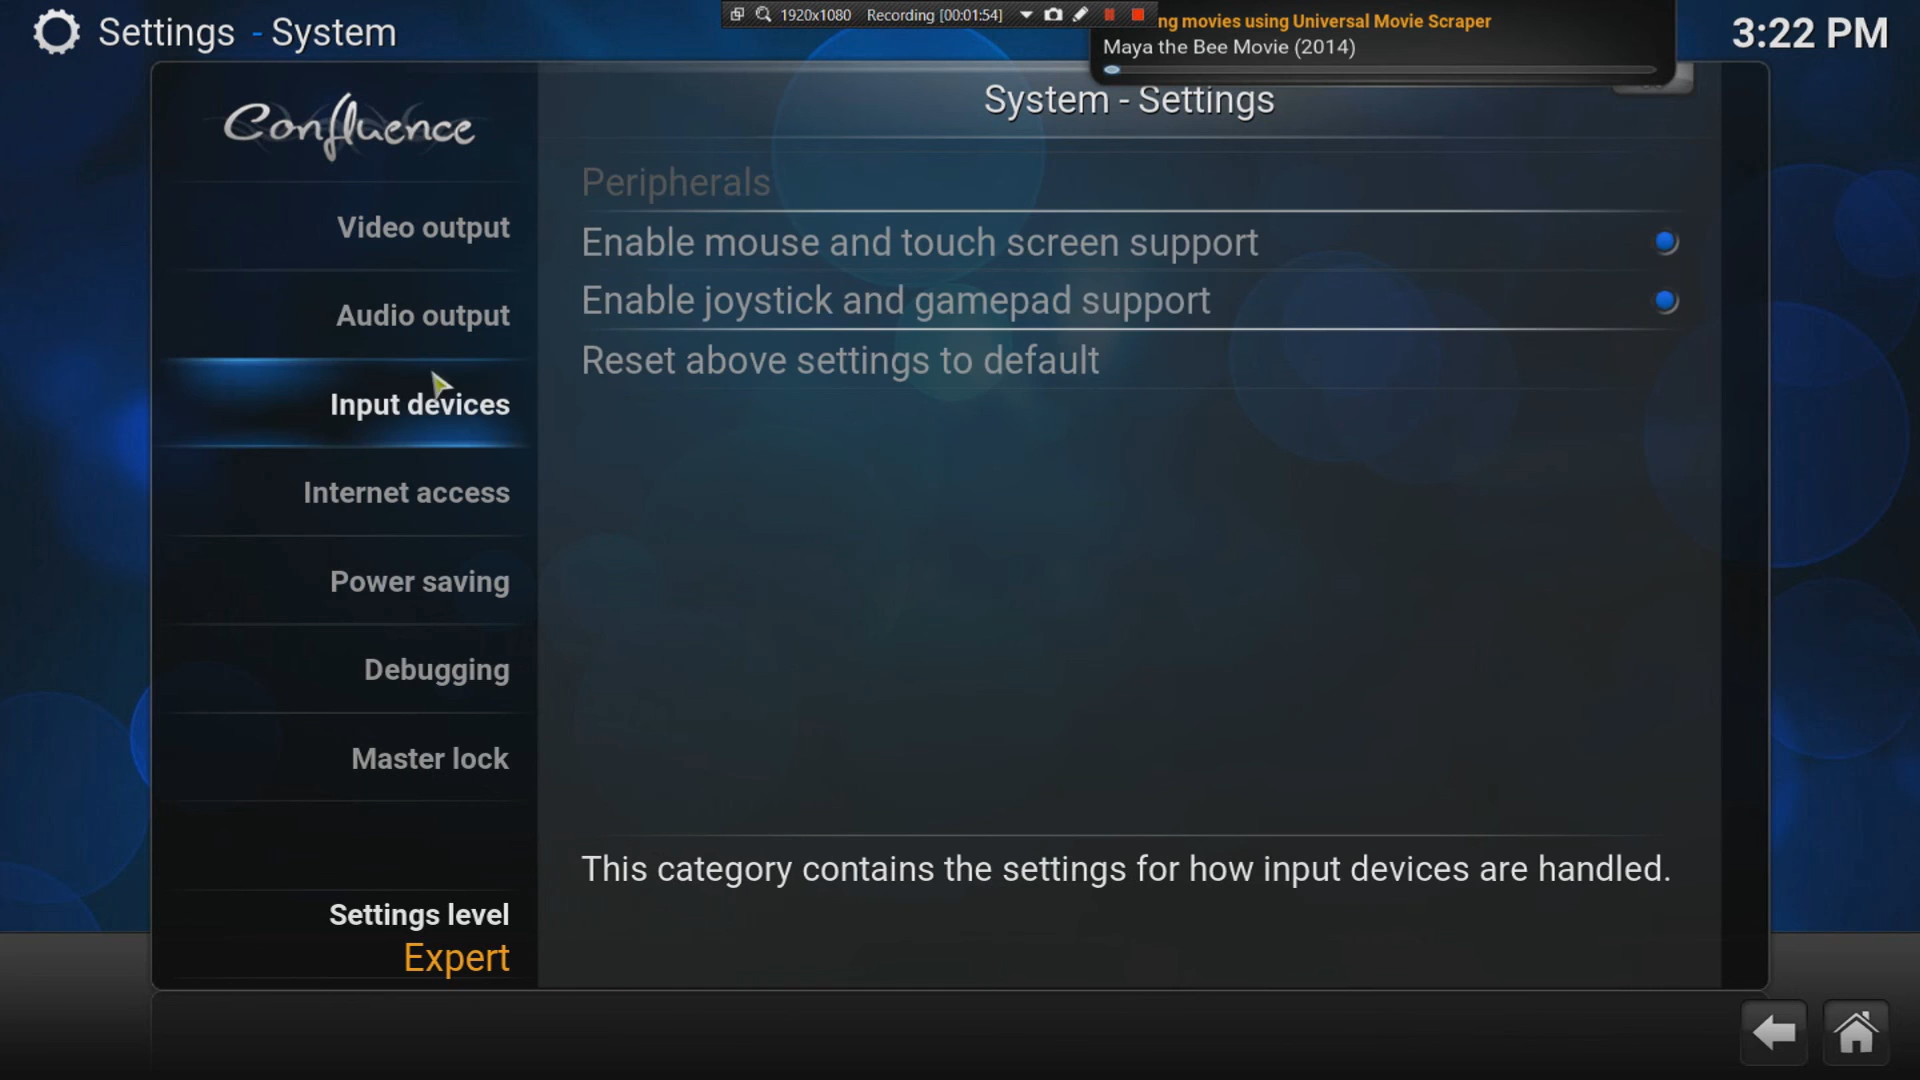 Settings - System
1920x1080 Recording [00:01:54]
ng movies using Universal Movie Scraper
Maya the Bee Movie (2014)
3:22 PM
Confluence
System - Settings
Video output
Audio output
Input devices
Internet access
Power saving
Debugging
Master lock
Settings level
Expert
Peripherals
Enable mouse and touch screen support
Enable joystick and gamepad support
Reset above settings to default
This category contains the settings for how input devices are handled.